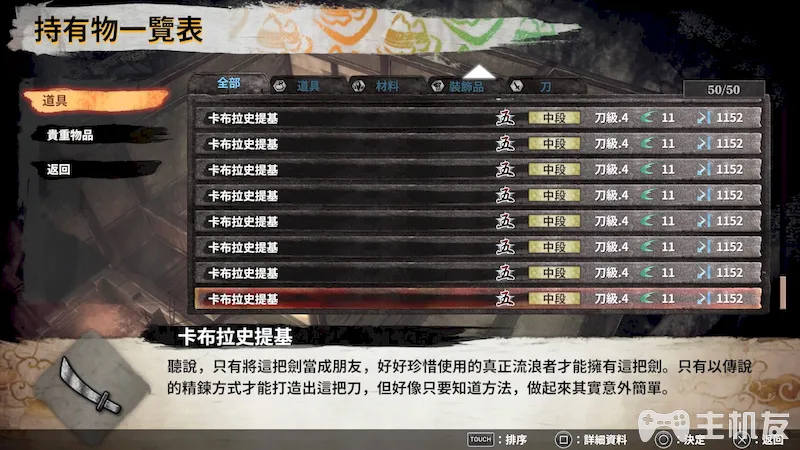 持有物一覽表
全部 道具 材料 裝飾品 刀 50/50
道具
貴重物品
返回
卡布拉史提基 五 中段 刀級.4 11 1152
卡布拉史提基 五 中段 刀級.4 11 1152
卡布拉史提基 五 中段 刀級.4 11 1152
卡布拉史提基 五 中段 刀級.4 11 1152
卡布拉史提基 五 中段 刀級.4 11 1152
卡布拉史提基 五 中段 刀級.4 11 1152
卡布拉史提基 五 中段 刀級.4 11 1152
卡布拉史提基 五 中段 刀級.4 11 1152
卡布拉史提基
聽說，只有將這把劍當成朋友，好好珍惜使用的真正流浪者才能擁有這把劍。只有以傳說
的精鍊方式才能打造出這把刀，但好像只要知道方法，做起來其實意外簡單。
TOUCH：排序 ：詳細資料 ：決定 ：返回
主机友